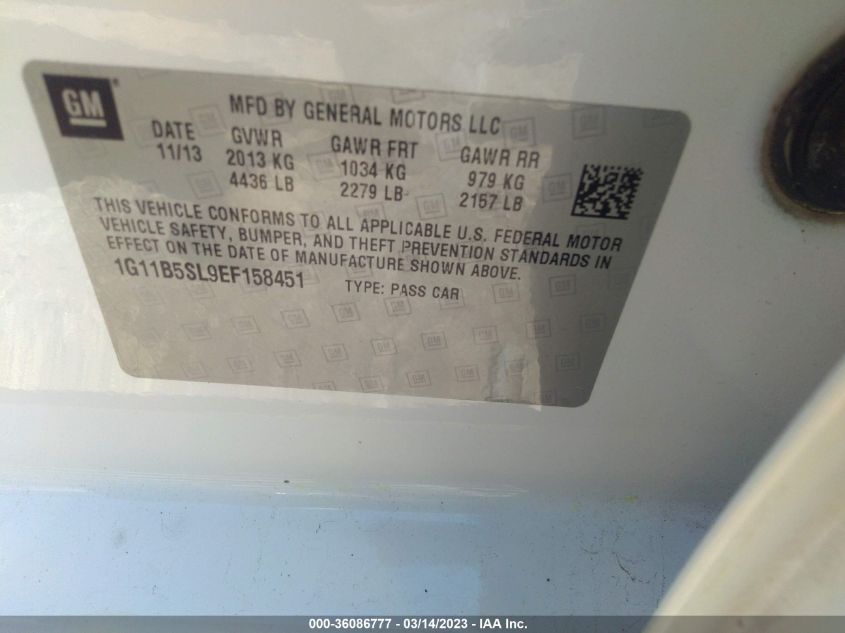 GM
MFD BY GENERAL MOTORS LLC
DATE GVWR GAWR FRT GAWR RR
11/13 2013 KG 1034 KG 979 KG
4436 LB 2279 LB 2157 LB
THIS VEHICLE CONFORMS TO ALL APPLICABLE U.S. FEDERAL MOTOR
VEHICLE SAFETY, BUMPER, AND THEFT PREVENTION STANDARDS IN
EFFECT ON THE DATE OF MANUFACTURE SHOWN ABOVE.
1G11B5SL9EF158451 TYPE: PASS CAR
000-36086777 - 03/14/2023 - IAA Inc.